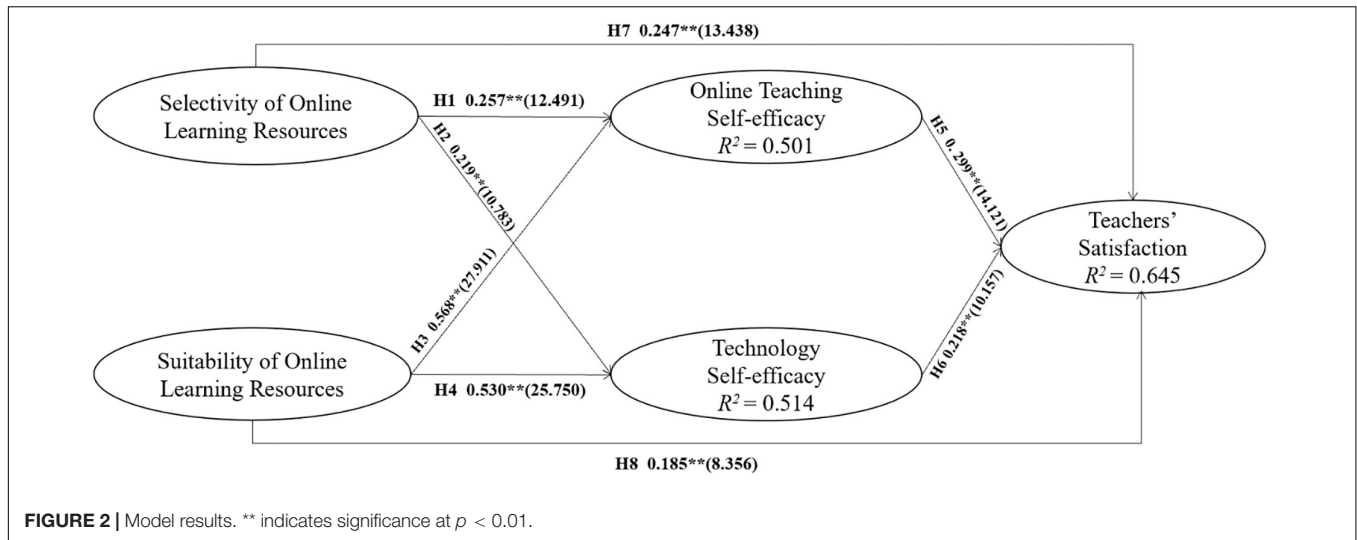 H7 0.247**(13.438)
Selectivity of Online
Learning Resources
H1 0.257**(12.491)
H2 0.219**(10.783)
Online Teaching
Self-efficacy
R² = 0.501
H5 0. 299**(14.121)
Teachers'
Satisfaction
R² = 0.645
H3 0.568**(27.911)
Suitability of Online
Learning Resources
H4 0.530**(25.750)
Technology
Self-efficacy
R² = 0.514
H6 0.218**(10.157)
H8 0.185**(8.356)
FIGURE 2 | Model results. ** indicates significance at p < 0.01.